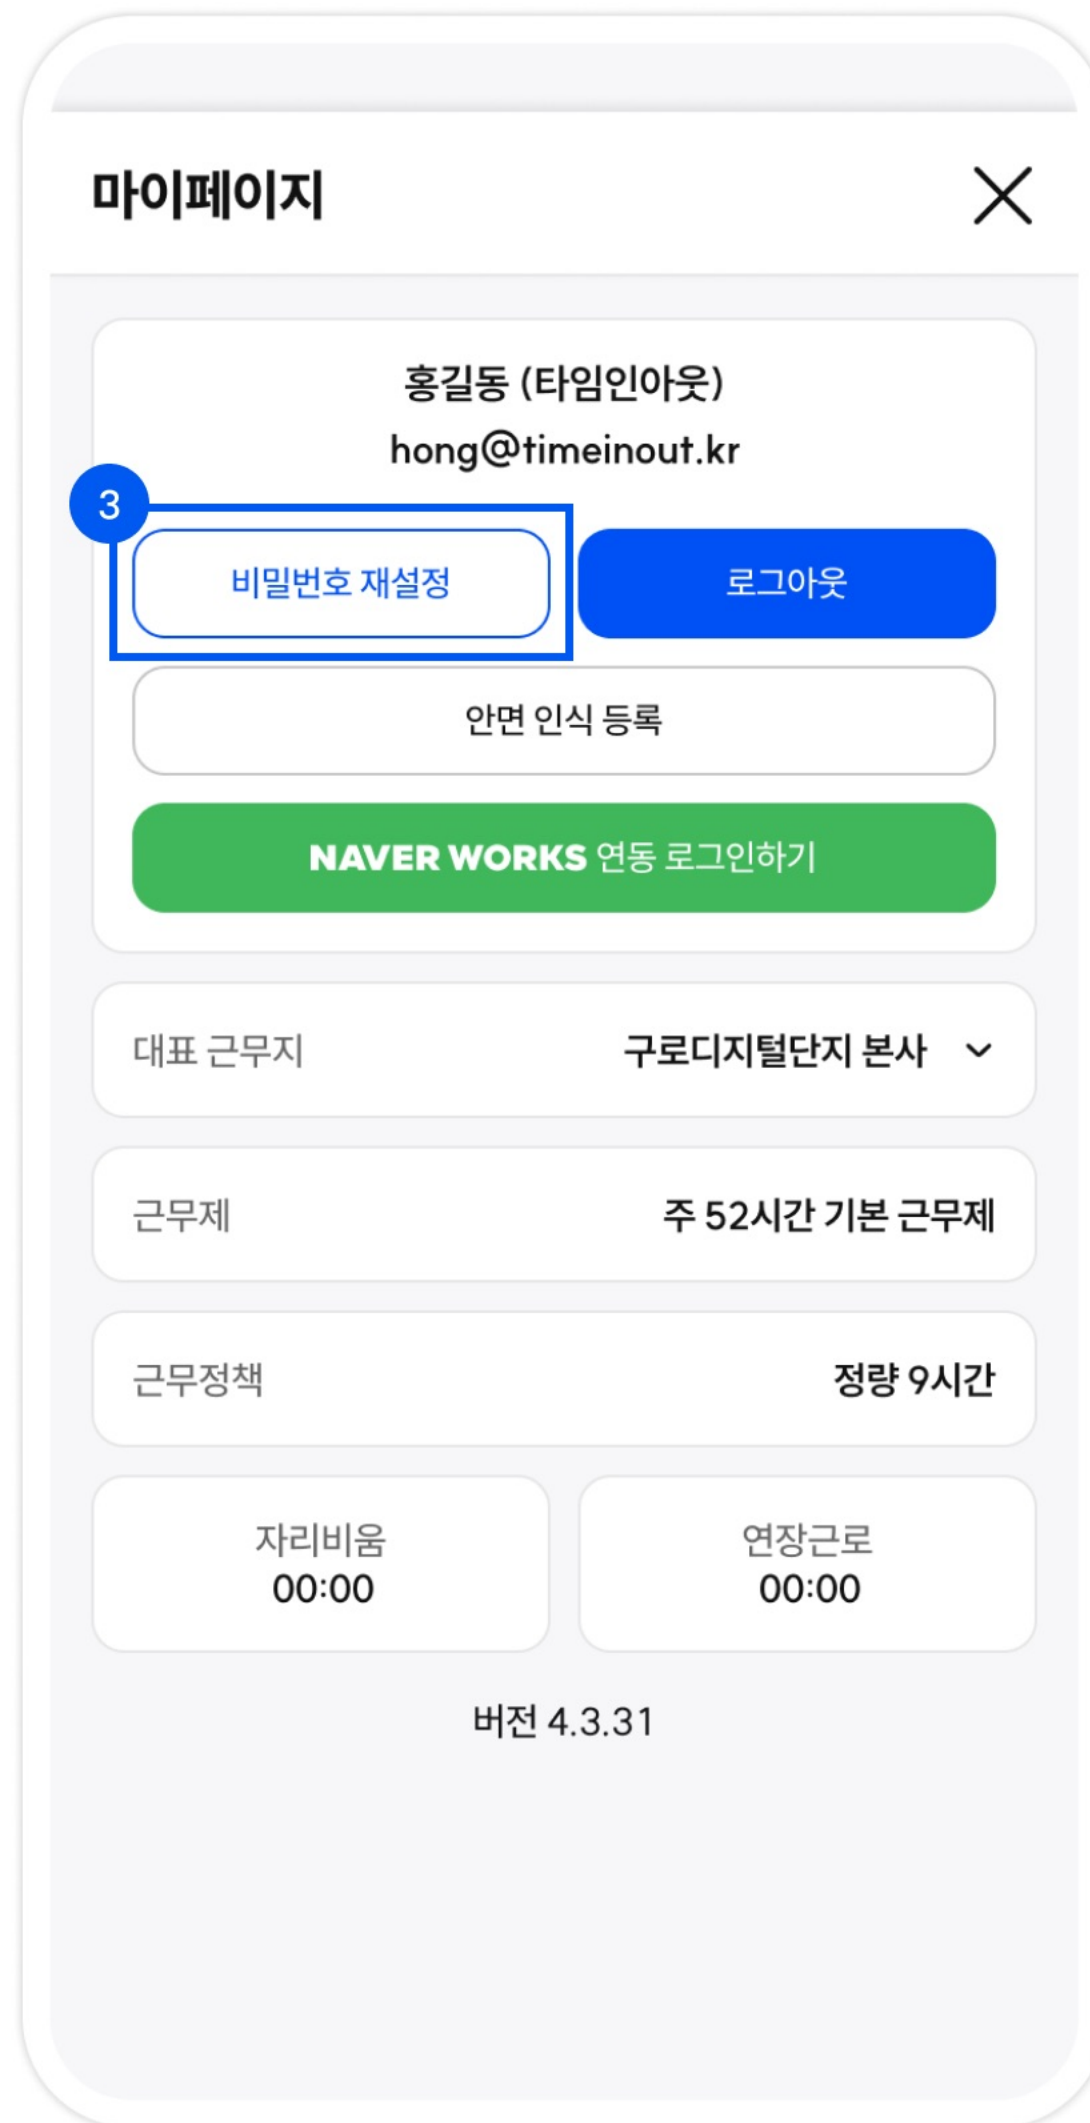 마이페이지
홍길동 (타임인아웃)
hong@timeinout.kr
3
비밀번호 재설정
로그아웃
안면 인식 등록
NAVER WORKS 연동 로그인하기
대표 근무지 구로디지털단지 본사
근무제 주 52시간 기본 근무제
근무정책 정량 9시간
자리비움 연장근로
00:00 00:00
버전 4.3.31